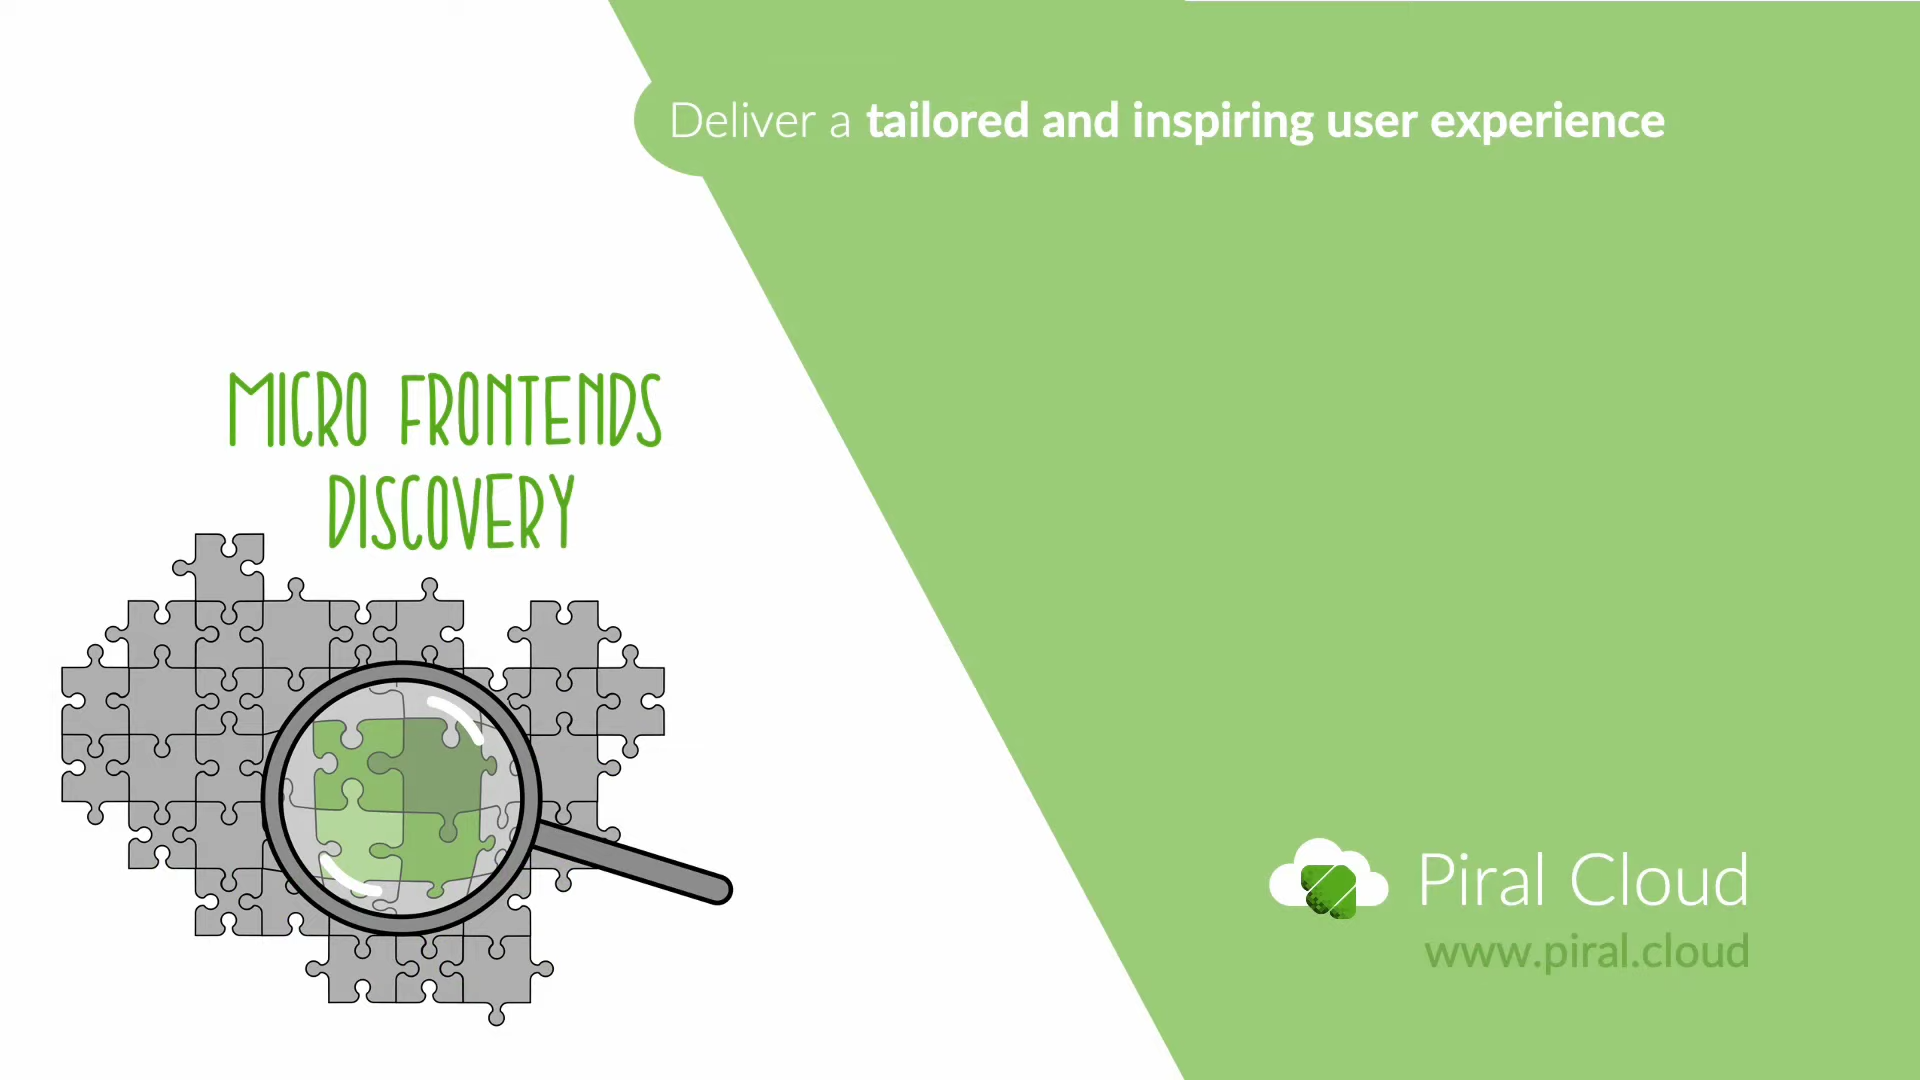 Deliver a tailored and inspiring user experience
MICRO FRONTENDS
DISCOVERY
Piral Cloud
www.piral.cloud